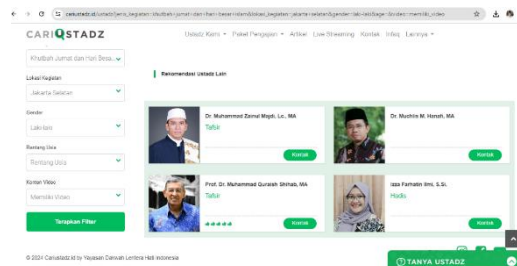 cariustadz.id/ustadz?jenis_kegiatan=khutbah-jumat-dan-hari-besar-islam&lokasi_kegiatan=jakarta-selatan&gender=laki-laki&age=&video=memiliki_video
CARIUSTADZ
Ustadz Kami Paket Pengajian Artikel Live Streaming Kontak Infaq Lainnya
Khutbah Jumat dan Hari Besa...
Lokasi Kegiatan
Jakarta Selatan
Gender
Laki-laki
Rentang Usia
Rentang Usia
Konten Video
Memiliki Video
Terapkan Filter
Rekomendasi Ustadz Lain
Dr. Muhammad Zainul Majdi, Lc., MA
Tafsir
Kontak
Dr. Muchlis M. Hanafi, MA
Kontak
Prof. Dr. Muhammad Quraish Shihab, MA
Tafsir
Kontak
Izza Farhatin Ilmi, S.Si.
Hadis
Kontak
© 2024 Cariustadz.id by Yayasan Dakwah Lentera Hati Indonesia
TANYA USTADZ